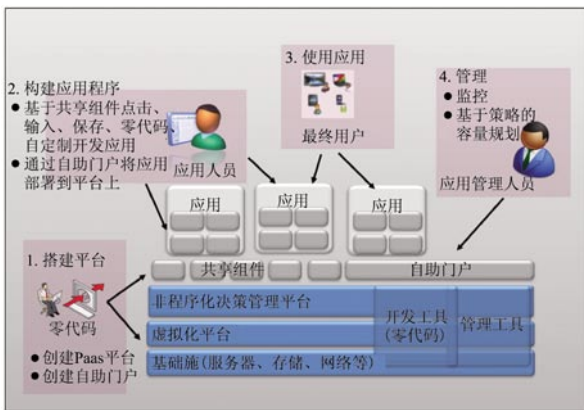 3. 使用应用
最终用户
2. 构建应用程序
●基于共享组件点击、
输入、保存、零代码、
自定制开发应用
●通过自助门户将应用
部署到平台上
应用人员
4. 管理
●监控
●基于策略的
容量规划
应用管理人员
应用
应用
应用
1. 搭建平台
零代码
●创建Paas平台
●创建自助门户
共享组件
自助门户
非程序化决策管理平台
虚拟化平台
基础施(服务器、存储、网络等)
开发工具
(零代码)
管理工具